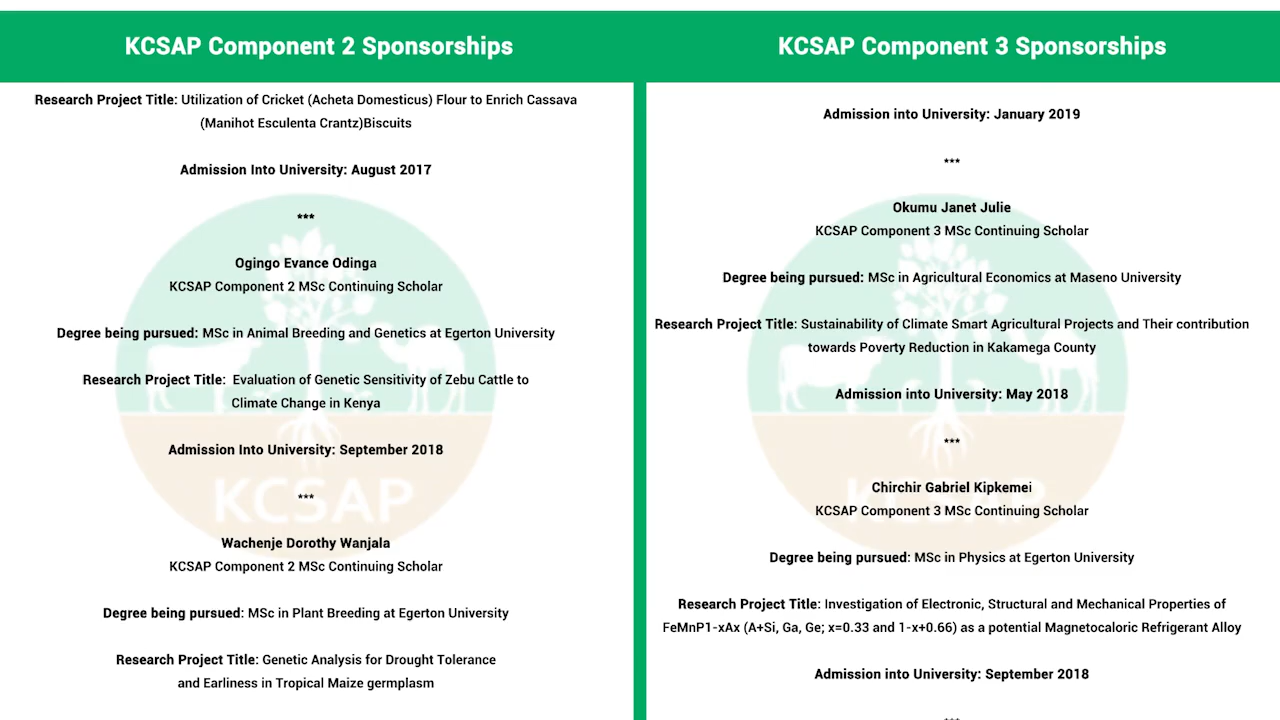 KCSAP Component 2 Sponsorships
Research Project Title: Utilization of Cricket (Acheta Domesticus) Flour to Enrich Cassava
(Manihot Esculenta Crantz)Biscuits
Admission Into University: August 2017
***
Ogingo Evance Odinga
KCSAP Component 2 MSc Continuing Scholar
Degree being pursued: MSc in Animal Breeding and Genetics at Egerton University
Research Project Title: Evaluation of Genetic Sensitivity of Zebu Cattle to
Climate Change in Kenya
Admission Into University: September 2018
***
Wachenje Dorothy Wanjala
KCSAP Component 2 MSc Continuing Scholar
Degree being pursued: MSc in Plant Breeding at Egerton University
Research Project Title: Genetic Analysis for Drought Tolerance
and Earliness in Tropical Maize germplasm
KCSAP
KCSAP Component 3 Sponsorships
Admission into University: January 2019
***
Okumu Janet Julie
KCSAP Component 3 MSc Continuing Scholar
Degree being pursued: MSc in Agricultural Economics at Maseno University
Research Project Title: Sustainability of Climate Smart Agricultural Projects and Their contribution
towards Poverty Reduction in Kakamega County
Admission into University: May 2018
***
Chirchir Gabriel Kipkemei
KCSAP Component 3 MSc Continuing Scholar
Degree being pursued: MSc in Physics at Egerton University
Research Project Title: Investigation of Electronic, Structural and Mechanical Properties of
FeMnP1-xAx (A+Si, Ga, Ge; x=0.33 and 1-x+0.66) as a potential Magnetocaloric Refrigerant Alloy
Admission into University: September 2018
***
KCSAP